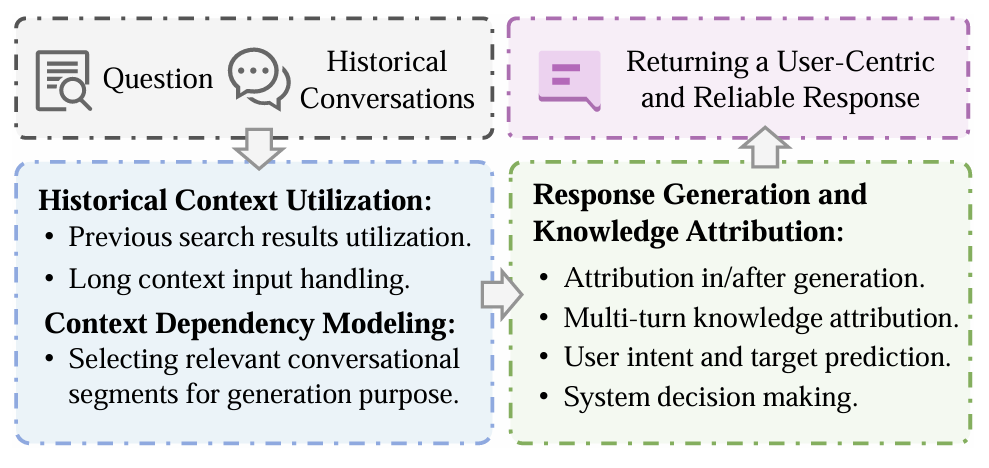 Question
Historical
Conversations
Historical Context Utilization:
• Previous search results utilization.
• Long context input handling.
Context Dependency Modeling:
• Selecting relevant conversational
segments for generation purpose.
Response Generation and
Knowledge Attribution:
• Attribution in/after generation.
• Multi-turn knowledge attribution.
• User intent and target prediction.
• System decision making.
Returning a User-Centric
and Reliable Response